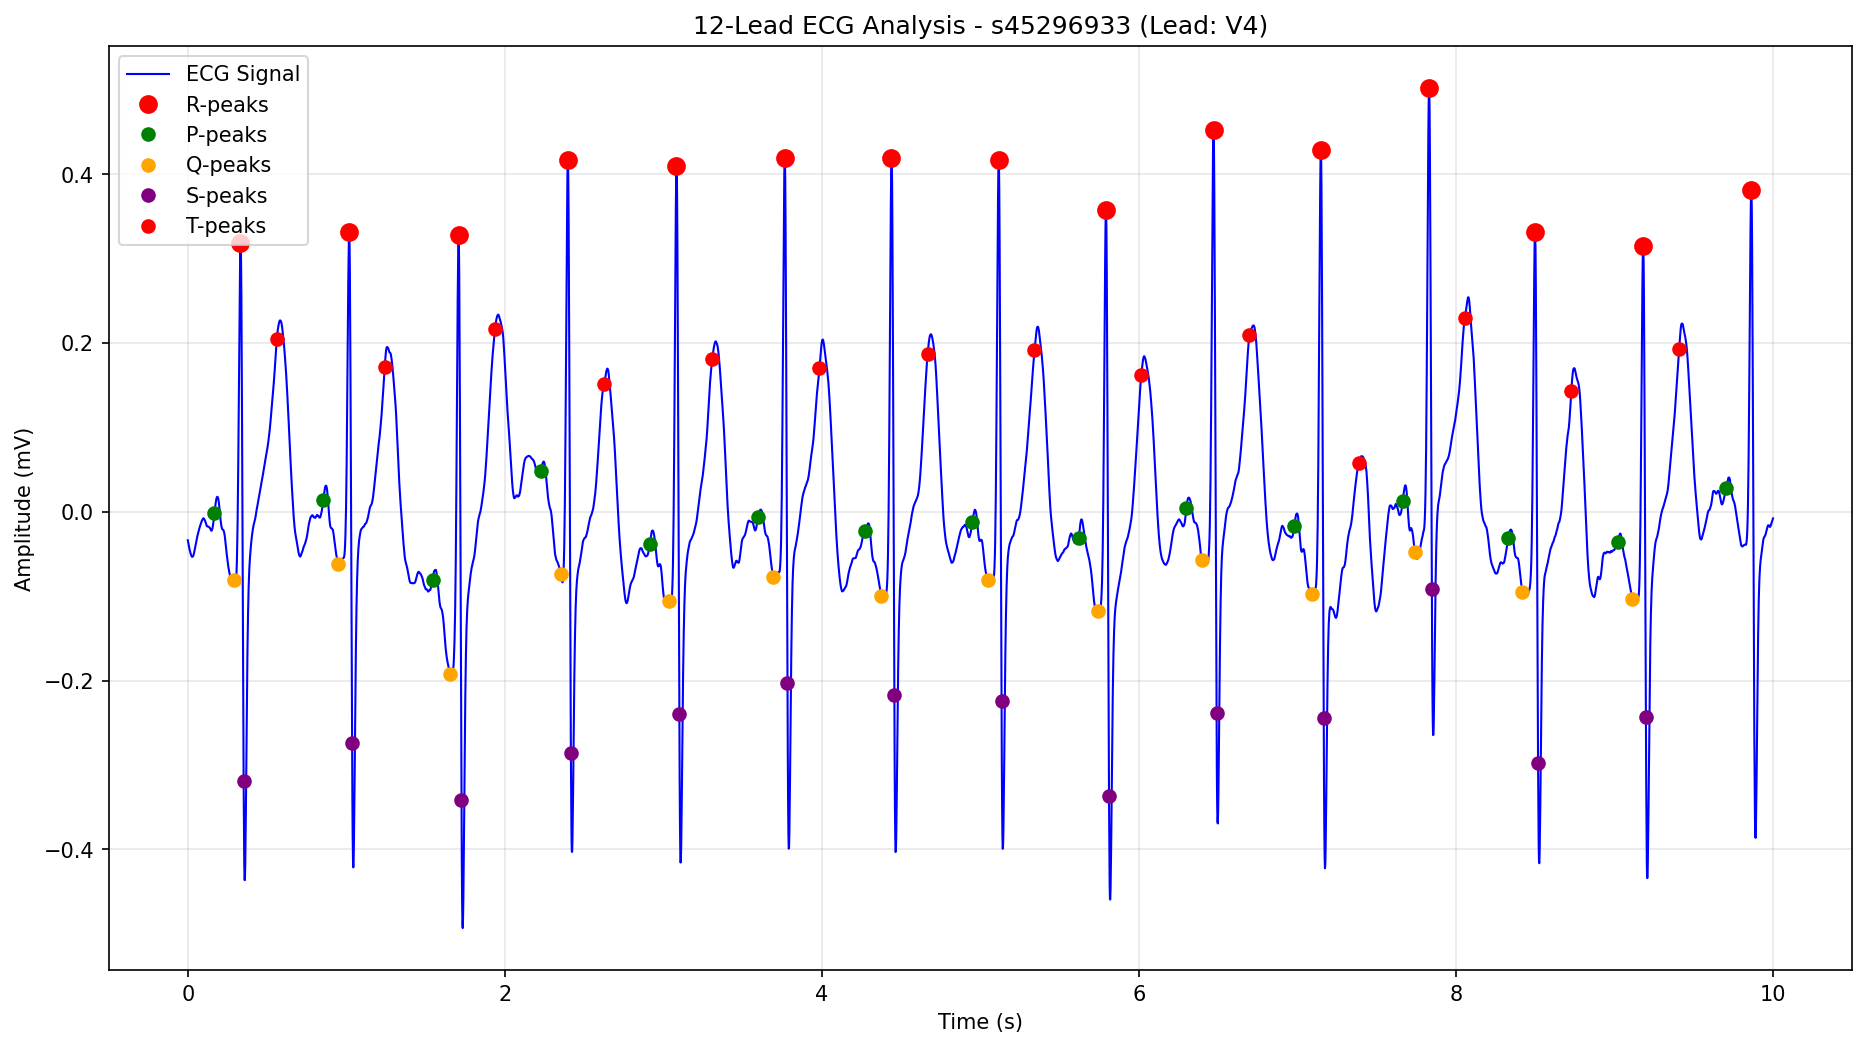 12-Lead ECG Analysis - s45296933 (Lead: V4)
ECG Signal
R-peaks
P-peaks
Q-peaks
S-peaks
T-peaks
Amplitude (mV)
0.4
0.2
0.0
−0.2
−0.4
0 2 4 6 8 10
Time (s)